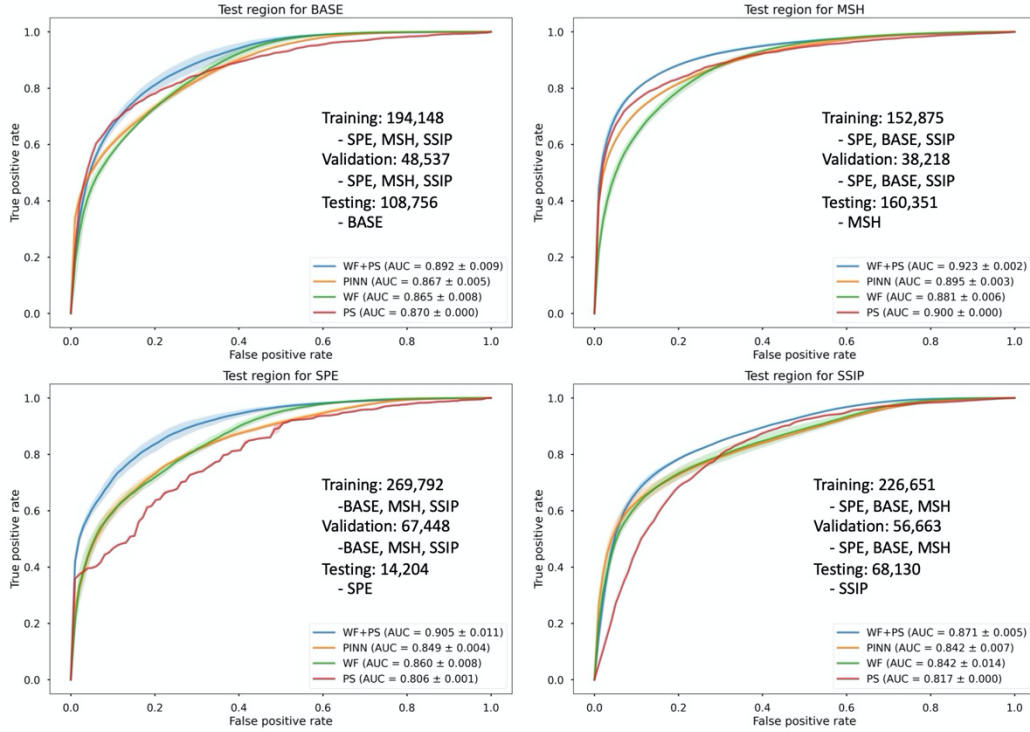 Test region for BASE
True positive rate
1.0
0.8
0.6
0.4
0.2
0.0
Training: 194,148
- SPE, MSH, SSIP
Validation: 48,537
- SPE, MSH, SSIP
Testing: 108,756
- BASE
WF+PS (AUC = 0.892 ± 0.009)
PINN (AUC = 0.867 ± 0.005)
WF (AUC = 0.865 ± 0.008)
PS (AUC = 0.870 ± 0.000)
0.0 0.2 0.4 0.6 0.8 1.0
False positive rate
Test region for MSH
True positive rate
1.0
0.8
0.6
0.4
0.2
0.0
Training: 152,875
- SPE, BASE, SSIP
Validation: 38,218
- SPE, BASE, SSIP
Testing: 160,351
- MSH
WF+PS (AUC = 0.923 ± 0.002)
PINN (AUC = 0.895 ± 0.003)
WF (AUC = 0.881 ± 0.006)
PS (AUC = 0.900 ± 0.000)
0.0 0.2 0.4 0.6 0.8 1.0
False positive rate
Test region for SPE
True positive rate
1.0
0.8
0.6
0.4
0.2
0.0
Training: 269,792
-BASE, MSH, SSIP
Validation: 67,448
-BASE, MSH, SSIP
Testing: 14,204
- SPE
WF+PS (AUC = 0.905 ± 0.011)
PINN (AUC = 0.849 ± 0.004)
WF (AUC = 0.860 ± 0.008)
PS (AUC = 0.806 ± 0.001)
0.0 0.2 0.4 0.6 0.8 1.0
False positive rate
Test region for SSIP
True positive rate
1.0
0.8
0.6
0.4
0.2
0.0
Training: 226,651
- SPE, BASE, MSH
Validation: 56,663
- SPE, BASE, MSH
Testing: 68,130
- SSIP
WF+PS (AUC = 0.871 ± 0.005)
PINN (AUC = 0.842 ± 0.007)
WF (AUC = 0.842 ± 0.014)
PS (AUC = 0.817 ± 0.000)
0.0 0.2 0.4 0.6 0.8 1.0
False positive rate